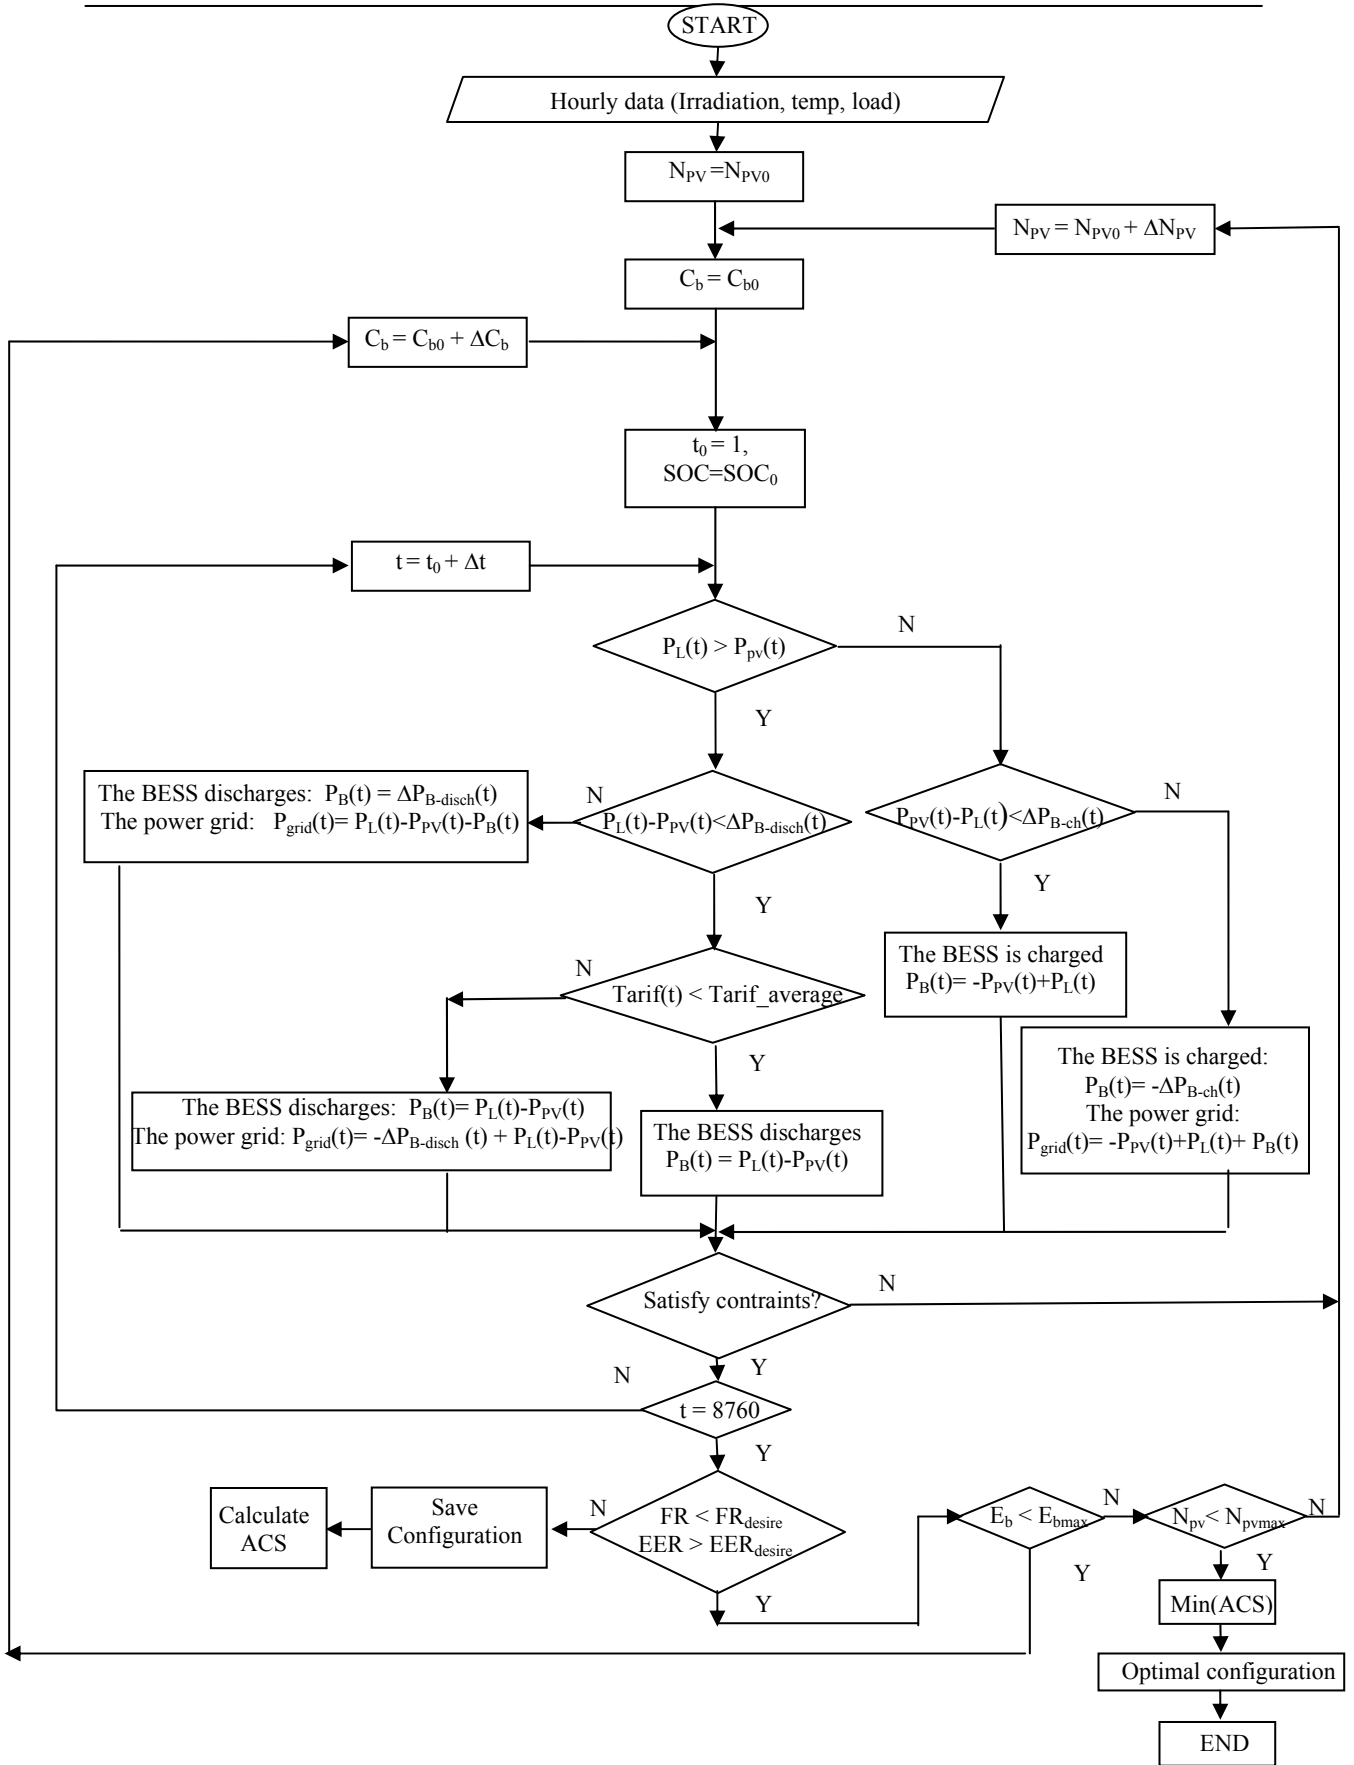 START
Hourly data (Irradiation, temp, load)
N_PV = N_PV0
N_PV = N_PV0 + ΔN_PV
C_b = C_b0
C_b = C_b0 + ΔC_b
t_0 = 1,
SOC=SOC_0
t = t_0 + Δt
P_L(t) > P_pv(t)
N
Y
The BESS discharges: P_B(t) = ΔP_B-disch(t)
The power grid: P_grid(t)= P_L(t)-P_PV(t)-P_B(t)
N
P_L(t)-P_PV(t)<ΔP_B-disch(t)
Y
P_PV(t)-P_L(t)<ΔP_B-ch(t)
N
Y
N
Tarif(t) < Tarif_average
Y
The BESS is charged
P_B(t)= -P_PV(t)+P_L(t)
The BESS is charged:
P_B(t)= -ΔP_B-ch(t)
The power grid:
P_grid(t)= -P_PV(t)+P_L(t)+ P_B(t)
The BESS discharges: P_B(t)= P_L(t)-P_PV(t)
The power grid: P_grid(t)= -ΔP_B-disch (t) + P_L(t)-P_PV(t)
The BESS discharges
P_B(t) = P_L(t)-P_PV(t)
Satisfy contraints?
N
Y
N
t = 8760
Y
Calculate
ACS
Save
Configuration
N
FR < FR_desire
EER > EER_desire
Y
E_b < E_bmax
N
Y
N_pv < N_pvmax
N
Y
Min(ACS)
Optimal configuration
END